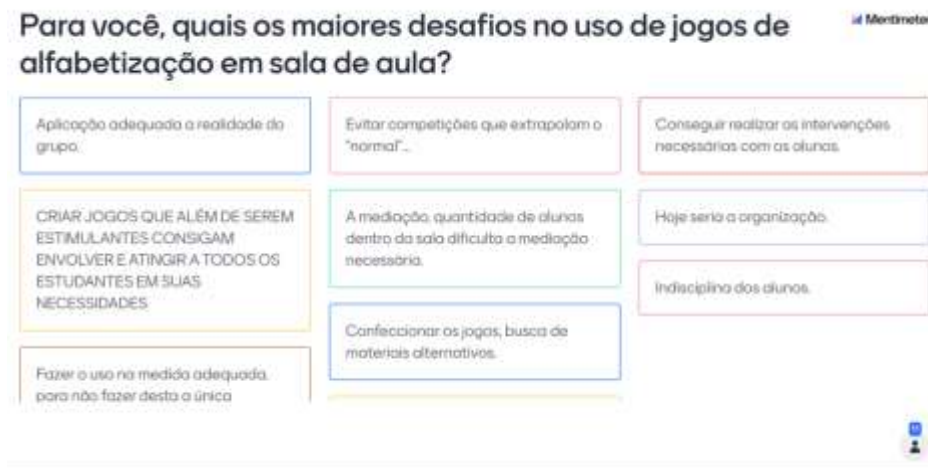 Para você, quais os maiores desafios no uso de jogos de
alfabetização em sala de aula?
Mentimeter
Aplicação adequada a realidade do
grupo.
CRIAR JOGOS QUE ALÉM DE SEREM
ESTIMULANTES CONSIGAM
ENVOLVER E ATINGIR A TODOS OS
ESTUDANTES EM SUAS
NECESSIDADES
Fazer o uso na medida adequada,
para não fazer desta a única
Evitar competições que extrapolam o
"normal"...
A mediação, quantidade de alunos
dentro da sala dificulta a mediação
necessária.
Confeccionar os jogos, busca de
materiais alternativos.
Conseguir realizar as intervenções
necessárias com os alunos.
Hoje seria a organização.
Indisciplina dos alunos.